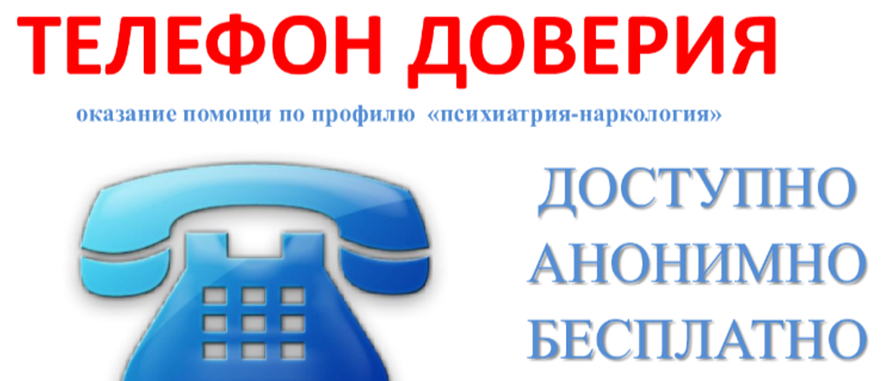 ТЕЛЕФОН ДОВЕРИЯ
оказание помощи по профилю «психиатрия-наркология»
ДОСТУПНО
АНОНИМНО
БЕСПЛАТНО